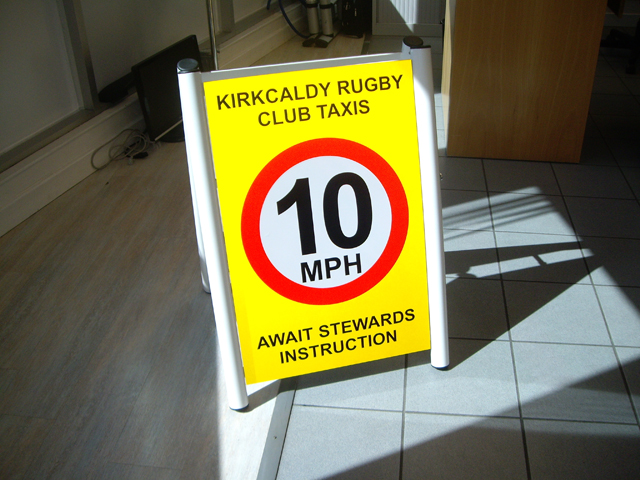 KIRKCALDY RUGBY
CLUB TAXIS
10
MPH
AWAIT STEWARDS
INSTRUCTION